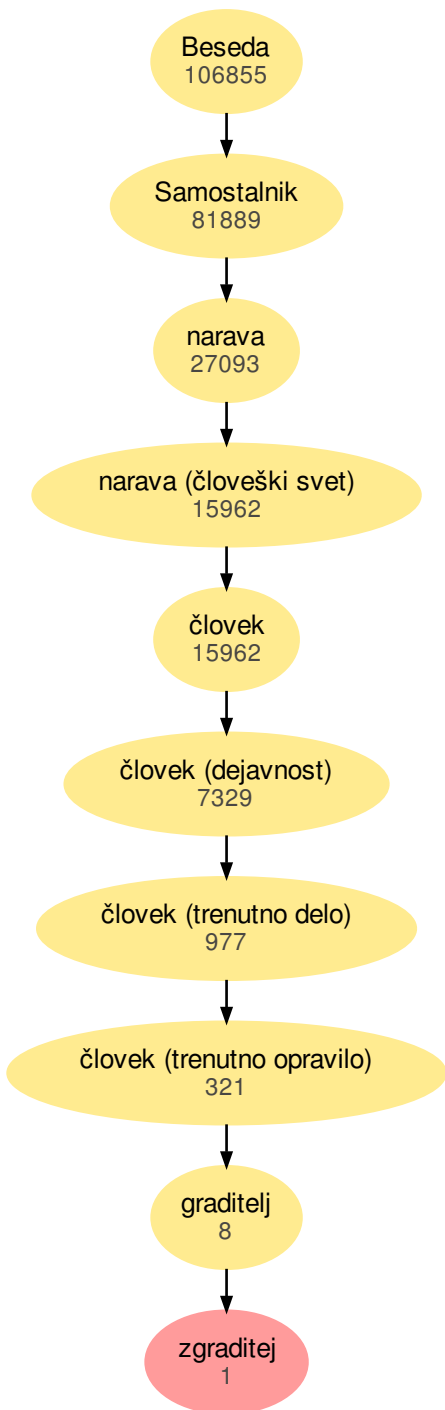 Beseda
106855
Samostalnik
81889
narava
27093
narava (človeški svet)
15962
človek
15962
človek (dejavnost)
7329
človek (trenutno delo)
977
človek (trenutno opravilo)
321
graditelj
8
zgraditej
1